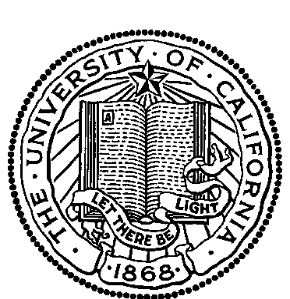 · THE · UNIVERSITY · OF · CALIFORNIA ·
A
LET THERE BE
LIGHT
· 1868 ·